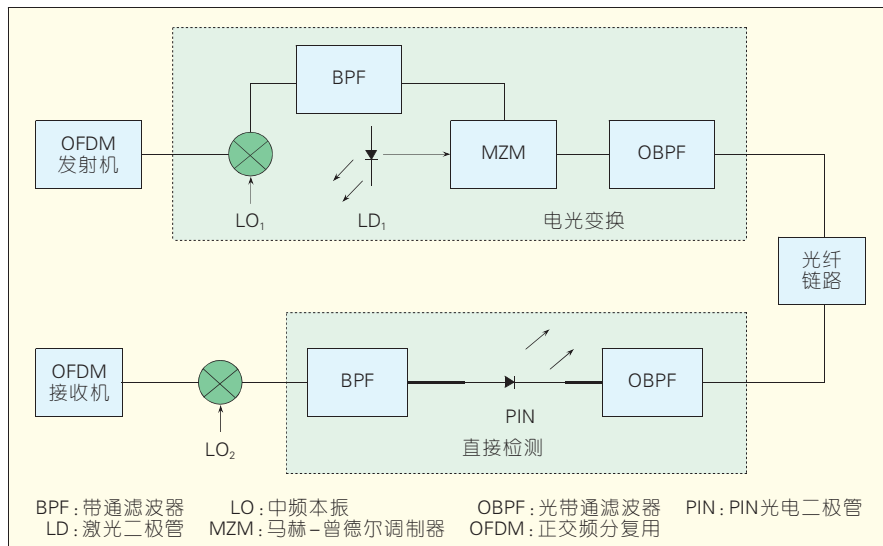 BPF
OFDM
发射机
MZM
OBPF
LO₁
LD₁
电光变换
光纤
链路
OFDM
接收机
BPF
OBPF
PIN
LO₂
直接检测
BPF：带通滤波器 LO：中频本振 OBPF：光带通滤波器 PIN：PIN光电二极管
LD：激光二极管 MZM：马赫-曾德尔调制器 OFDM：正交频分复用